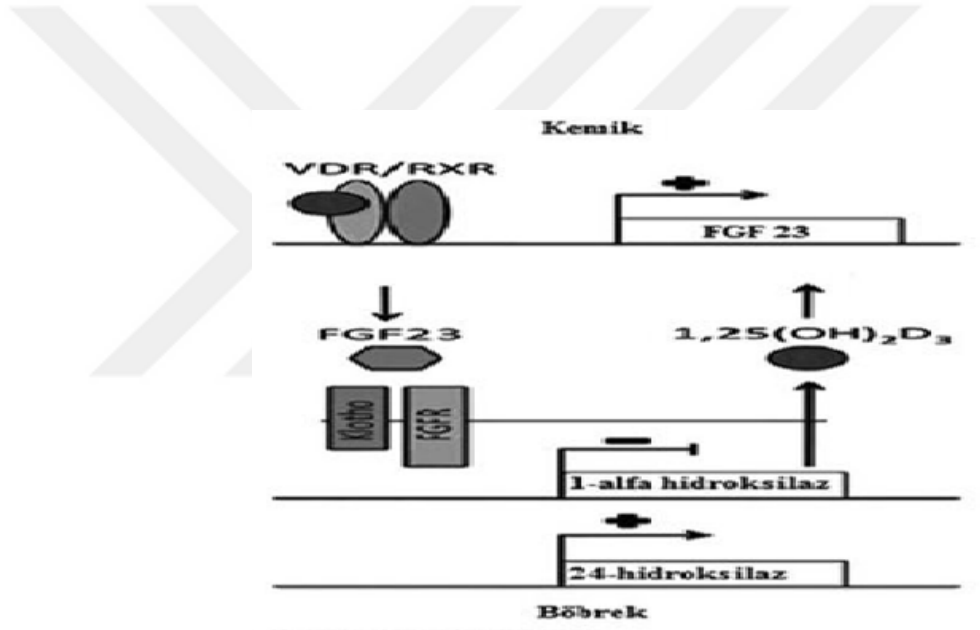 Kemik
VDR/RXR
FGF 23
FGF23
1,25(OH)₂D₃
Klotho
FGFR
1-alfa hidroksilaz
24-hidroksilaz
Böbrek